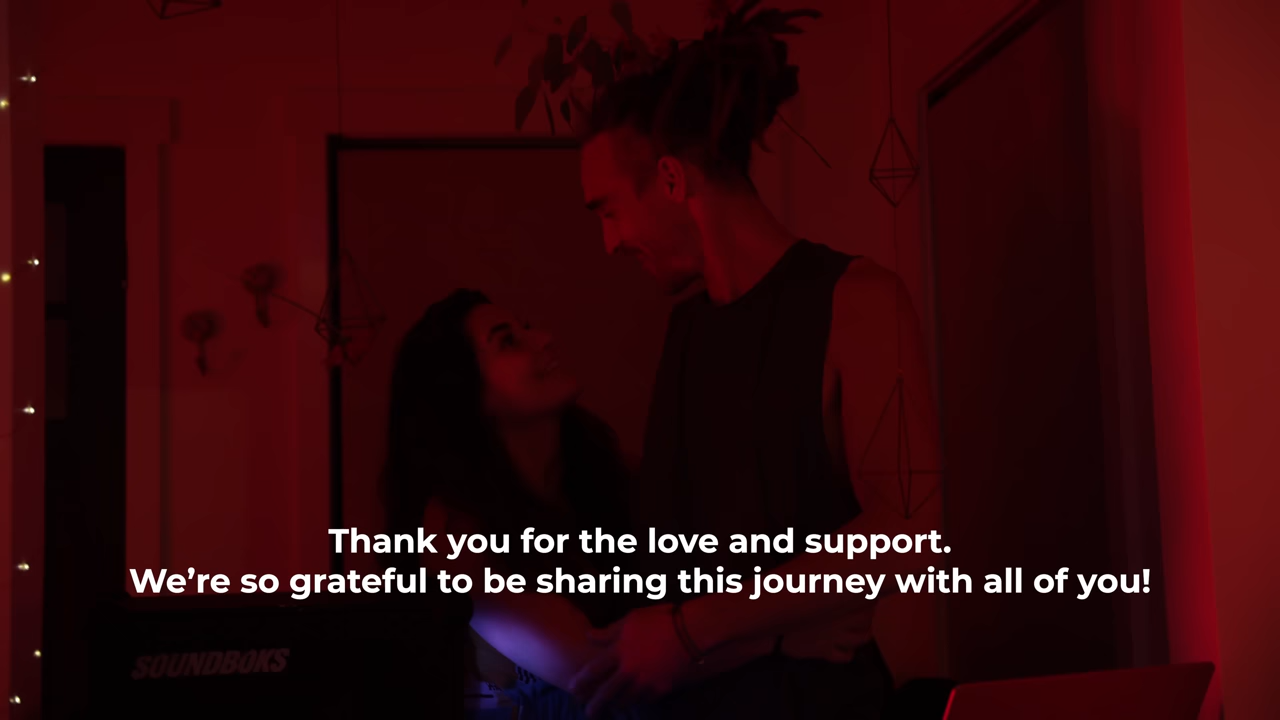 Thank you for the love and support.
We’re so grateful to be sharing this journey with all of you!
SOUNDBOKS